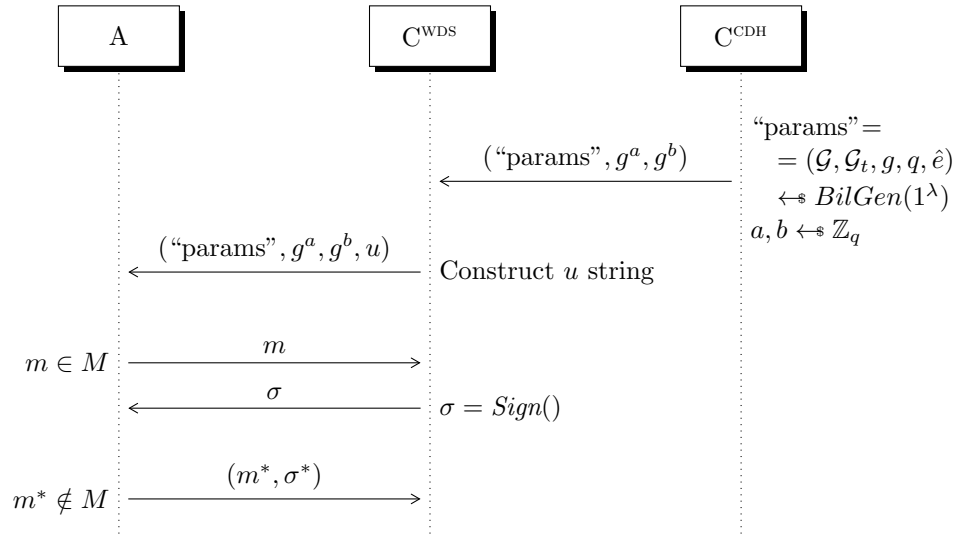 A
C^WDS
C^CDH
“params”=
= (𝒢, 𝒢_t, g, q, ê)
↞$ BilGen(1^λ)
a, b ↞$ ℤ_q
(“params”, g^a, g^b)
(“params”, g^a, g^b, u)
Construct u string
m ∈ M
m
σ
σ = Sign()
m* ∉ M
(m*, σ*)